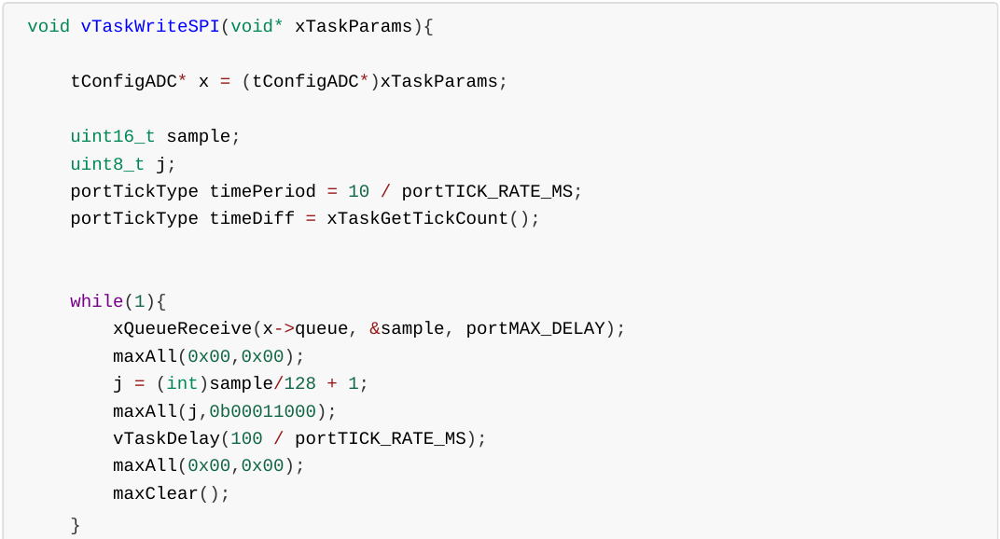 void vTaskWriteSPI(void* xTaskParams){
    tConfigADC* x = (tConfigADC*)xTaskParams;
    uint16_t sample;
    uint8_t j;
    portTickType timePeriod = 10 / portTICK_RATE_MS;
    portTickType timeDiff = xTaskGetTickCount();
    while(1){
        xQueueReceive(x->queue, &sample, portMAX_DELAY);
        maxAll(0x00,0x00);
        j = (int)sample/128 + 1;
        maxAll(j,0b00011000);
        vTaskDelay(100 / portTICK_RATE_MS);
        maxAll(0x00,0x00);
        maxClear();
    }